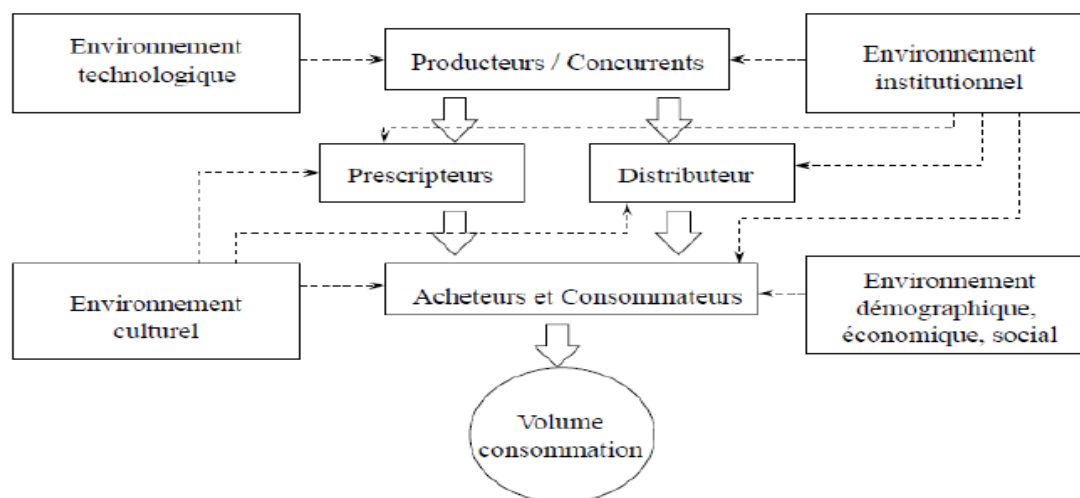 Environnement
technologique
Producteurs / Concurrents
Environnement
institutionnel
Prescripteurs
Distributeur
Environnement
culturel
Acheteurs et Consommateurs
Environnement
démographique,
économique, social
Volume
consommation